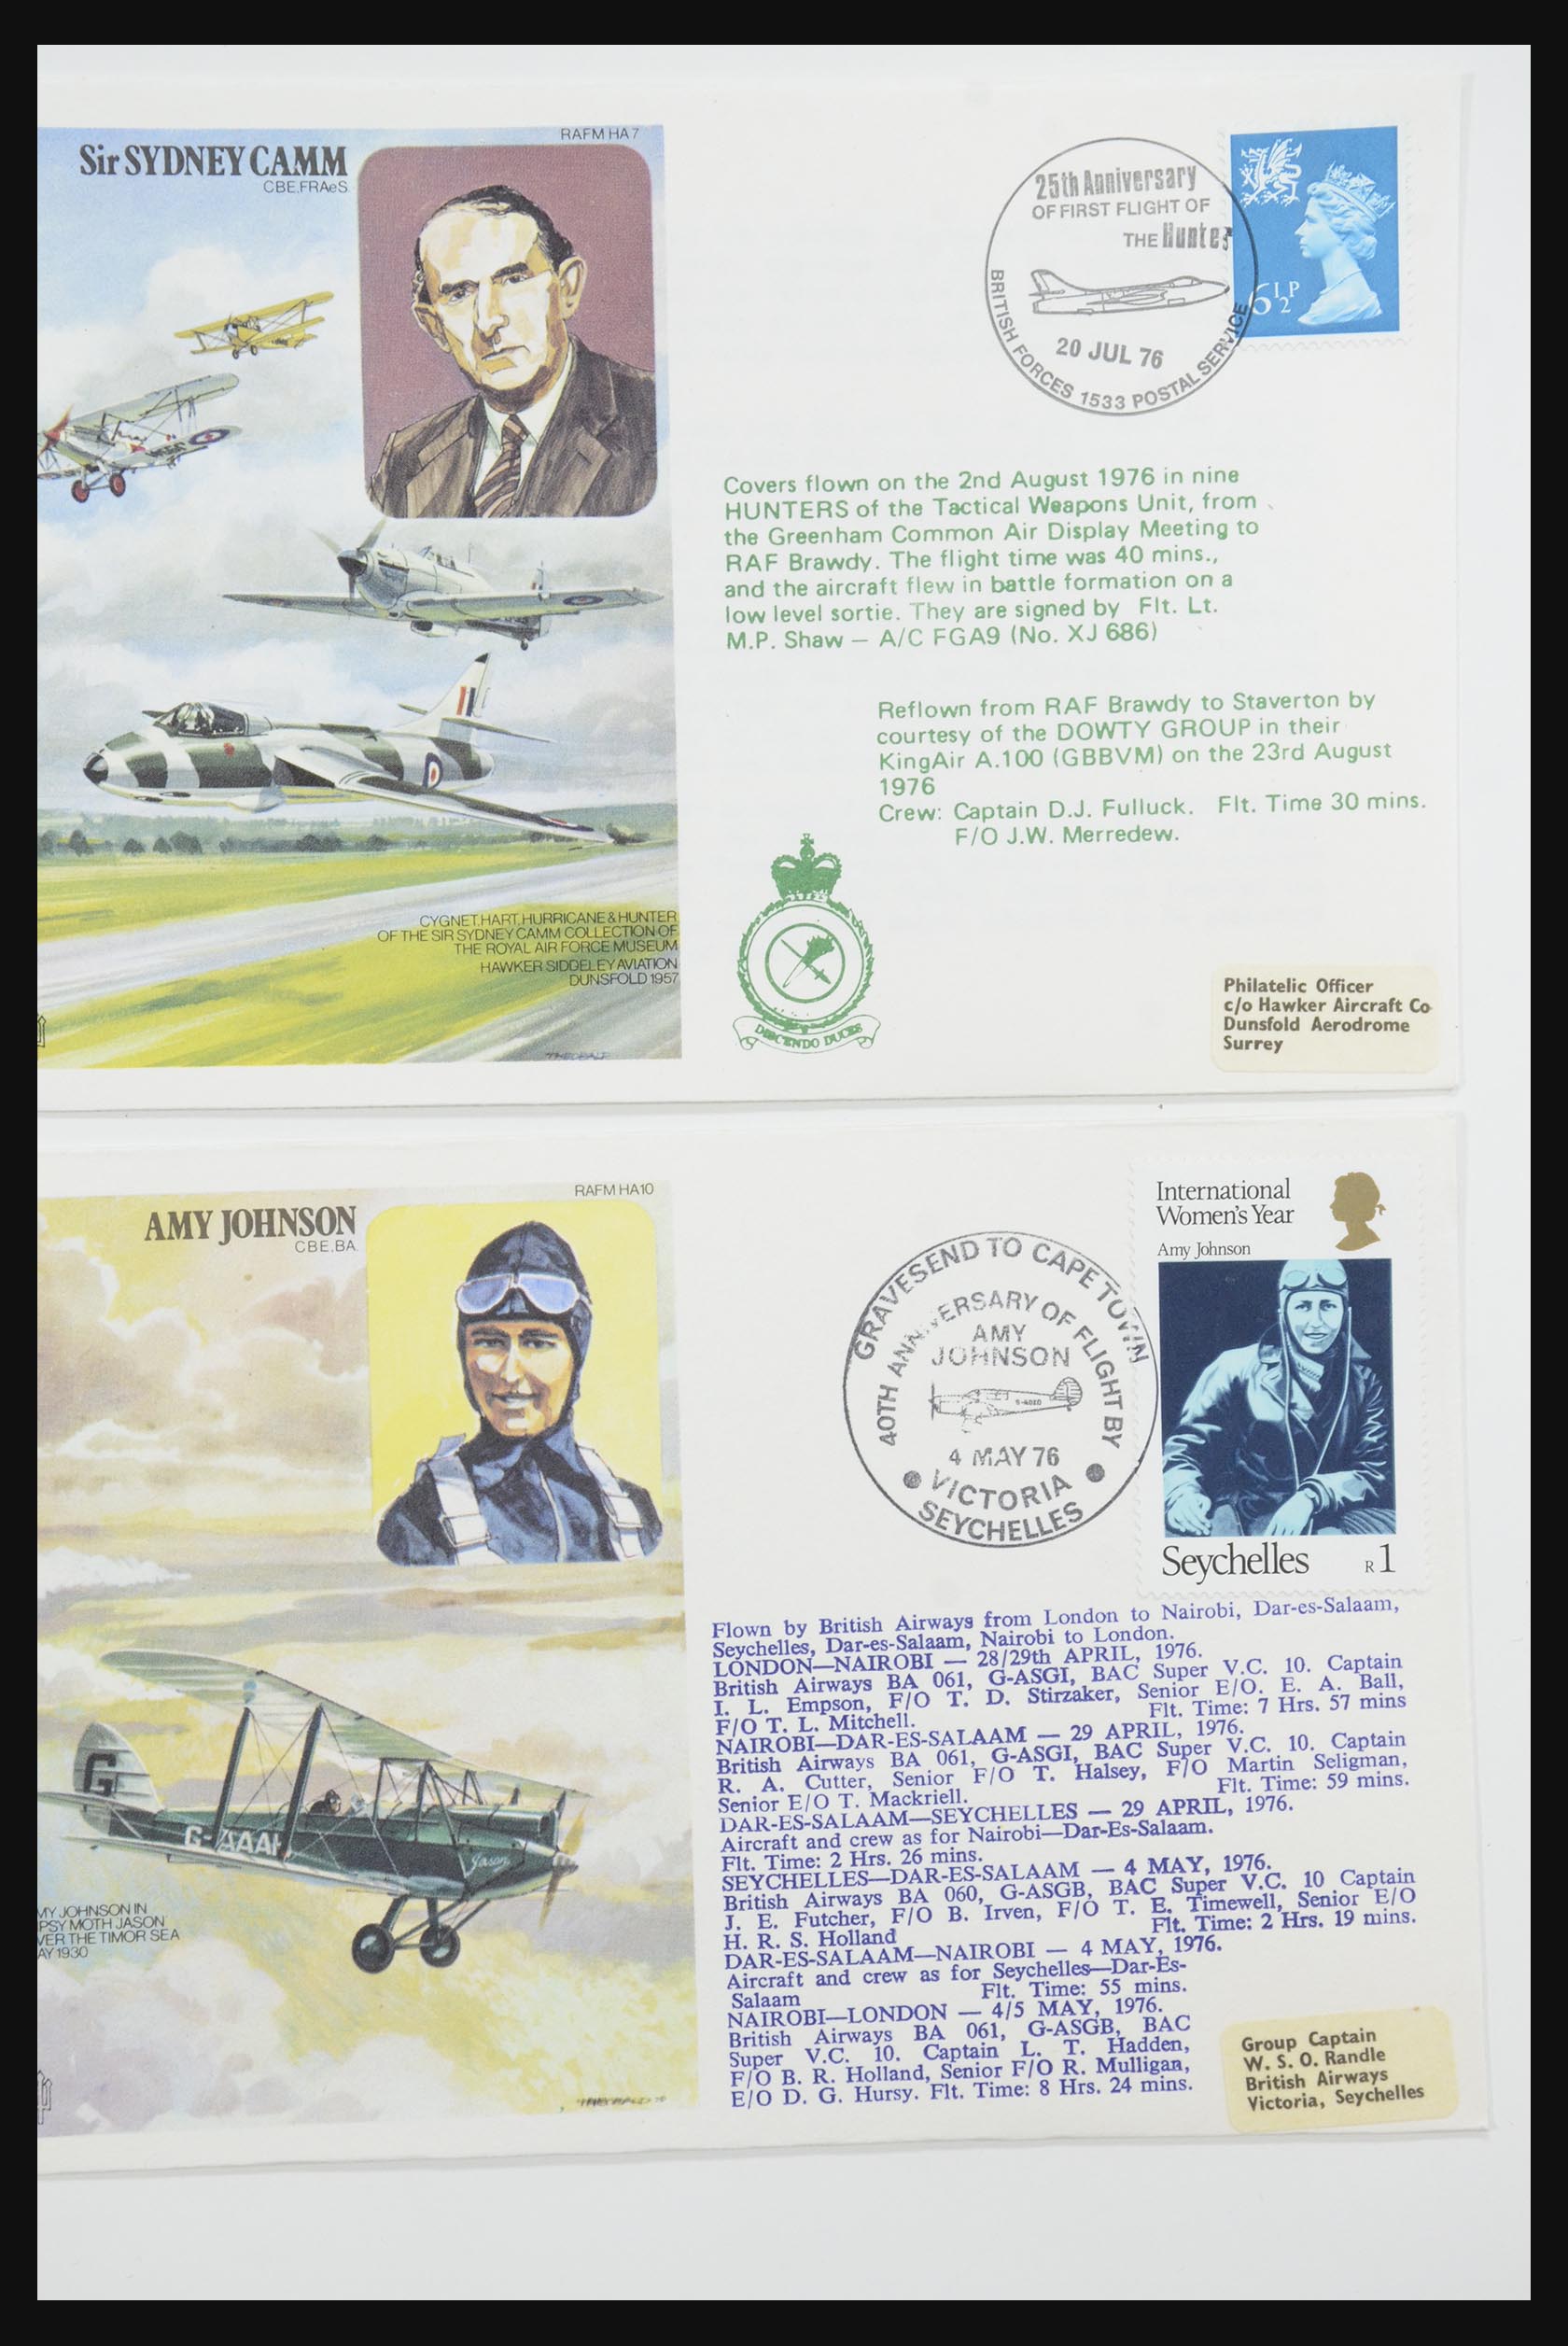 RAFM HA7
Sir SYDNEY CAMM
CBE.FRAeS
25th Anniversary
OF FIRST FLIGHT OF
THE Hunter
20 JUL 76
BRITISH FORCES 1533 POSTAL SERVICE
6½P
Covers flown on the 2nd August 1976 in nine
HUNTERS of the Tactical Weapons Unit, from
the Greenham Common Air Display Meeting to
RAF Brawdy. The flight time was 40 mins.,
and the aircraft flew in battle formation on a
low level sortie. They are signed by Flt. Lt.
M.P. Shaw — A/C FGA9 (No. XJ 686)
Reflown from RAF Brawdy to Staverton by
courtesy of the DOWTY GROUP in their
KingAir A.100 (GBBVM) on the 23rd August
1976
Crew: Captain D.J. Fulluck. Flt. Time 30 mins.
F/O J.W. Merredew.
CYGNET,HART,HURRICANE & HUNTER
OF THE SIR SYDNEY CAMM COLLECTION OF
THE ROYAL AIR FORCE MUSEUM
HAWKER SIDDELEY AVIATION
DUNSFOLD 1957
DISCENDO DUCES
Philatelic Officer
c/o Hawker Aircraft Co
Dunsfold Aerodrome
Surrey
RAFM HA10
AMY JOHNSON
CBE.BA.
GRAVESEND TO CAPE TOWN
40TH ANNIVERSARY OF FLIGHT BY
AMY
JOHNSON
4 MAY 76
VICTORIA
SEYCHELLES
International
Women's Year
Amy Johnson
Seychelles R1
Flown by British Airways from London to Nairobi, Dar-es-Salaam,
Seychelles, Dar-es-Salaam, Nairobi to London.
LONDON—NAIROBI — 28/29th APRIL, 1976.
British Airways BA 061, G-ASGI, BAC Super V.C. 10. Captain
I. L. Empson, F/O T. D. Stirzaker, Senior E/O. E. A. Ball,
F/O T. L. Mitchell. Flt. Time: 7 Hrs. 57 mins
NAIROBI—DAR-ES-SALAAM — 29 APRIL, 1976.
British Airways BA 061, G-ASGI, BAC Super V.C. 10. Captain
R. A. Cutter, Senior F/O T. Halsey, F/O Martin Seligman,
Senior E/O T. Mackriell. Flt. Time: 59 mins.
DAR-ES-SALAAM—SEYCHELLES — 29 APRIL, 1976.
Aircraft and crew as for Nairobi—Dar-Es-Salaam.
Flt. Time: 2 Hrs. 26 mins.
SEYCHELLES—DAR-ES-SALAAM — 4 MAY, 1976.
British Airways BA 060, G-ASGB, BAC Super V.C. 10 Captain
J. E. Futcher, F/O B. Irven, F/O T. E. Timewell, Senior E/O
H. R. S. Holland Flt. Time: 2 Hrs. 19 mins.
DAR-ES-SALAAM—NAIROBI — 4 MAY, 1976.
Aircraft and crew as for Seychelles—Dar-Es-
Salaam Flt. Time: 55 mins.
NAIROBI—LONDON — 4/5 MAY, 1976.
British Airways BA 061, G-ASGB, BAC
Super V.C. 10. Captain L. T. Hadden,
F/O B. R. Holland, Senior F/O R. Mulligan,
E/O D. G. Hursy. Flt. Time: 8 Hrs. 24 mins.
G
G-AAAH
Jason
MY JOHNSON IN
PSY MOTH JASON
VER THE TIMOR SEA
AY 1930
Group Captain
W. S. O. Randle
British Airways
Victoria, Seychelles